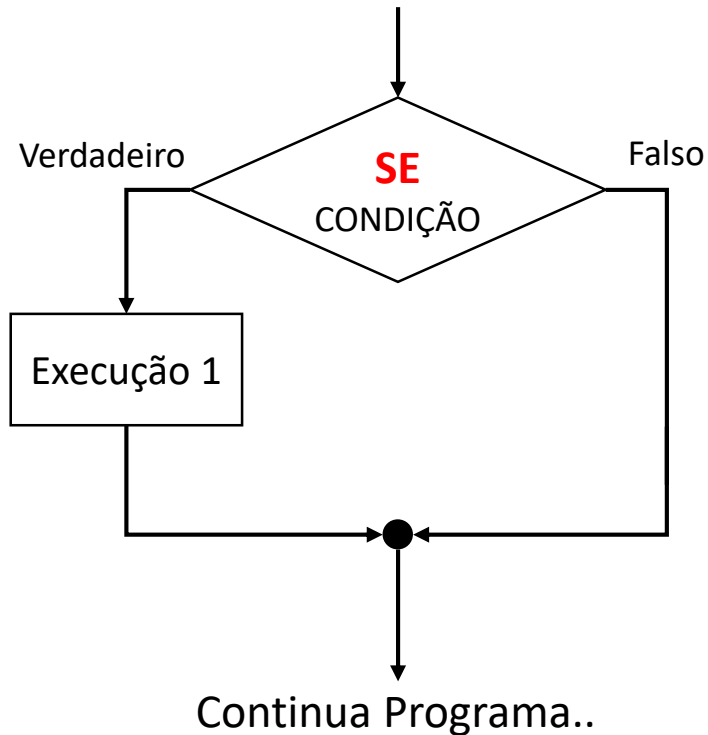 Verdadeiro
SE
Falso
CONDIÇÃO
Execução 1
Continua Programa..